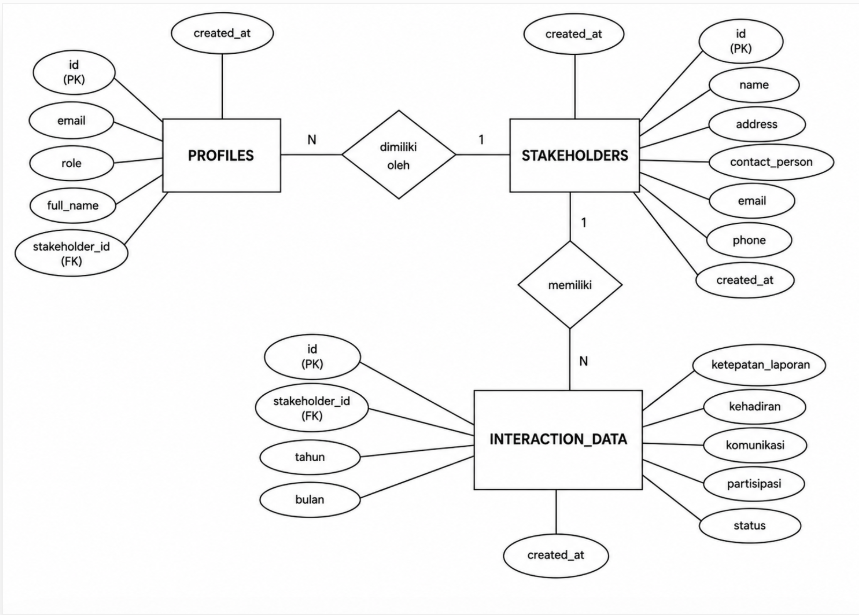 created_at
id
(PK)
email
role
full_name
stakeholder_id
(FK)
PROFILES
N
dimiliki
oleh
1
created_at
STAKEHOLDERS
id
(PK)
name
address
contact_person
email
phone
created_at
1
memiliki
N
id
(PK)
stakeholder_id
(FK)
tahun
bulan
INTERACTION_DATA
ketepatan_laporan
kehadiran
komunikasi
partisipasi
status
created_at